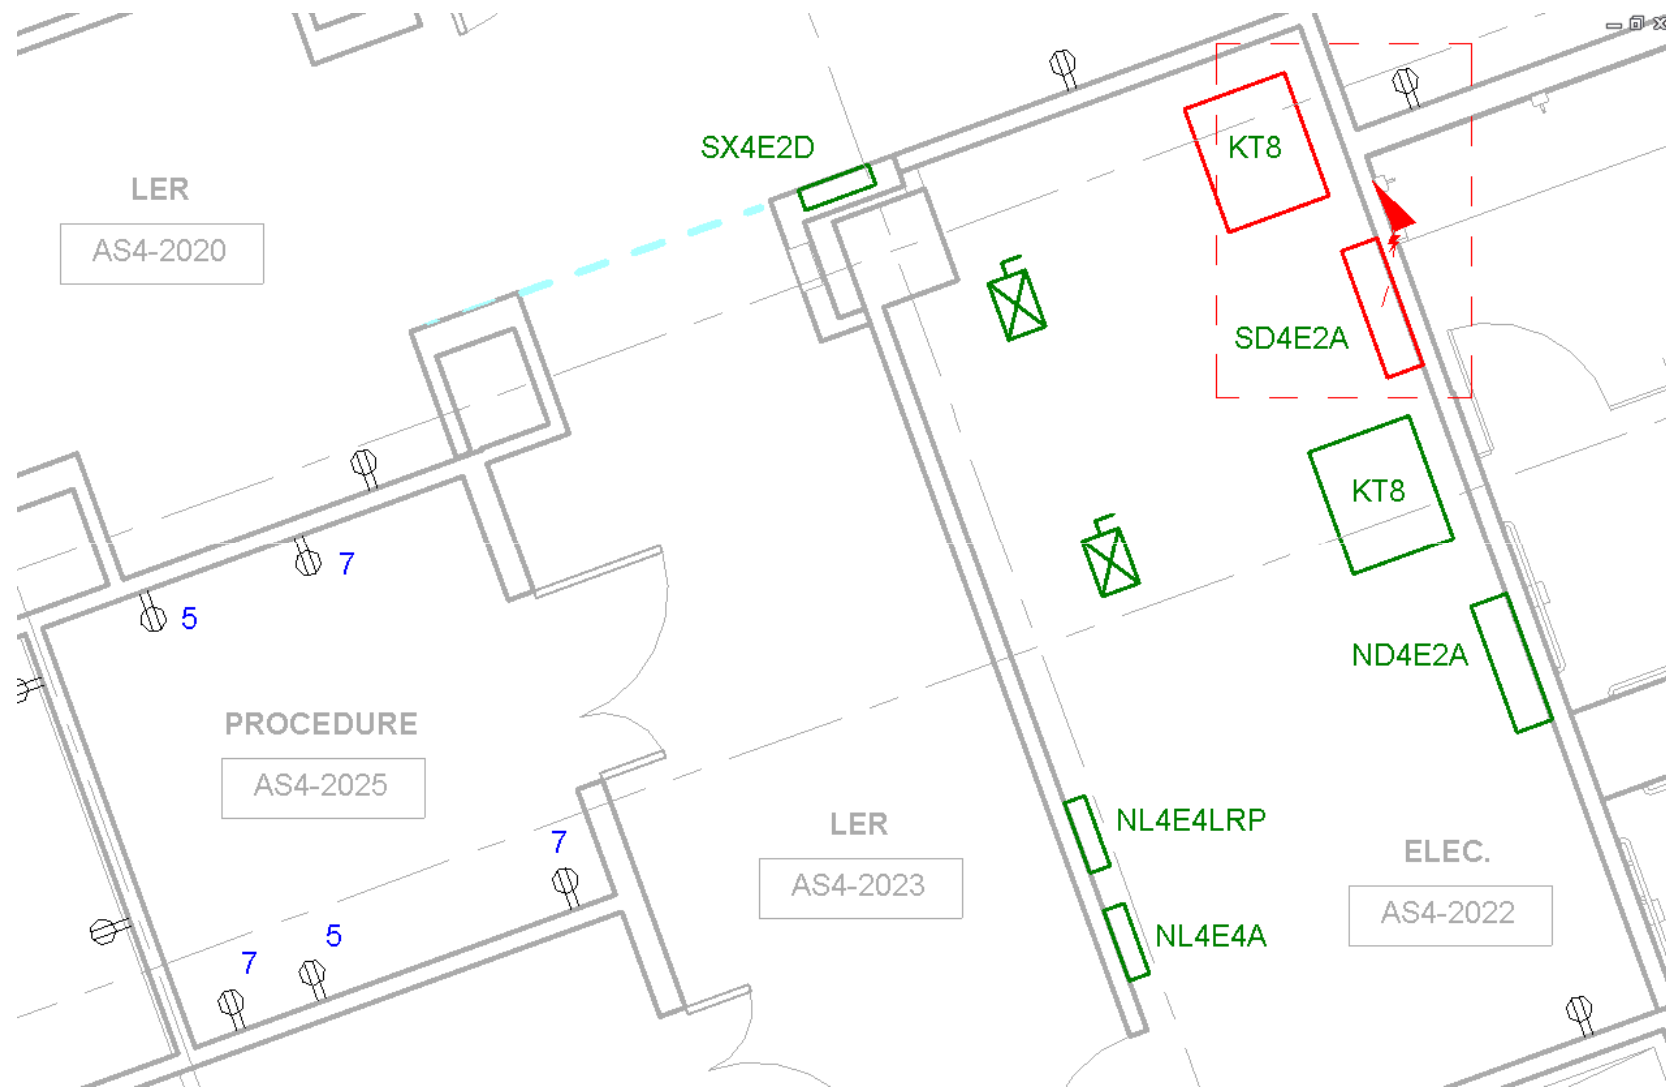 SX4E2D
KT8
LER
AS4-2020
SD4E2A
KT8
7
5
ND4E2A
PROCEDURE
AS4-2025
LER
AS4-2023
NL4E4LRP
7
ELEC.
AS4-2022
5
7
NL4E4A